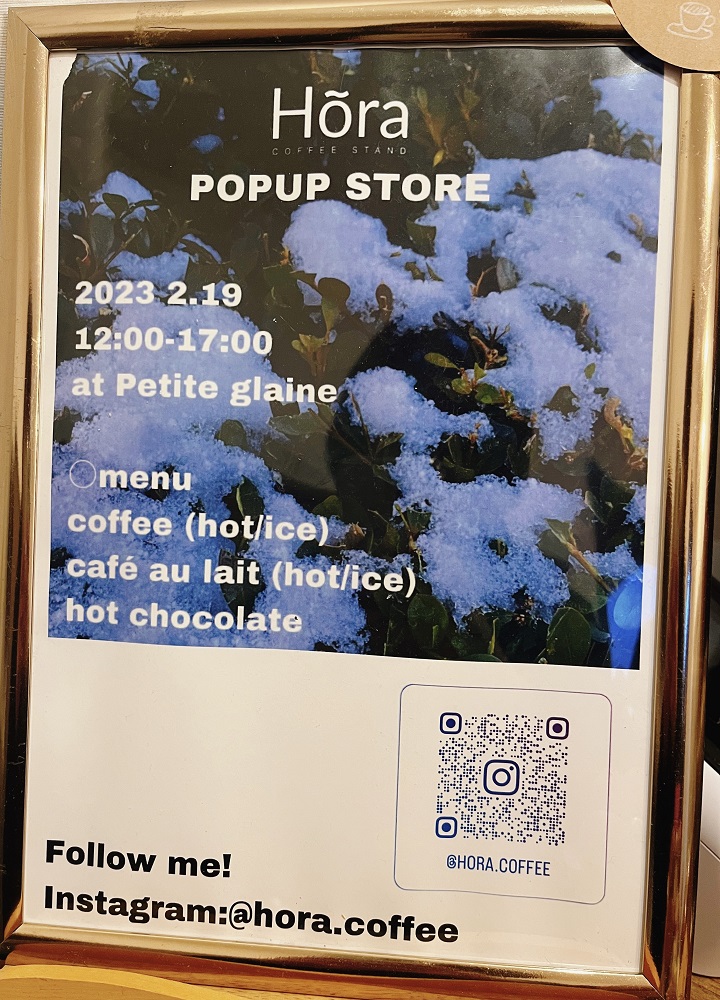 Hõra
COFFEE STAND
POPUP STORE
2023 2.19
12:00-17:00
at Petite glaine
○menu
coffee (hot/ice)
café au lait (hot/ice)
hot chocolate
@HORA.COFFEE
Follow me!
Instagram:@hora.coffee